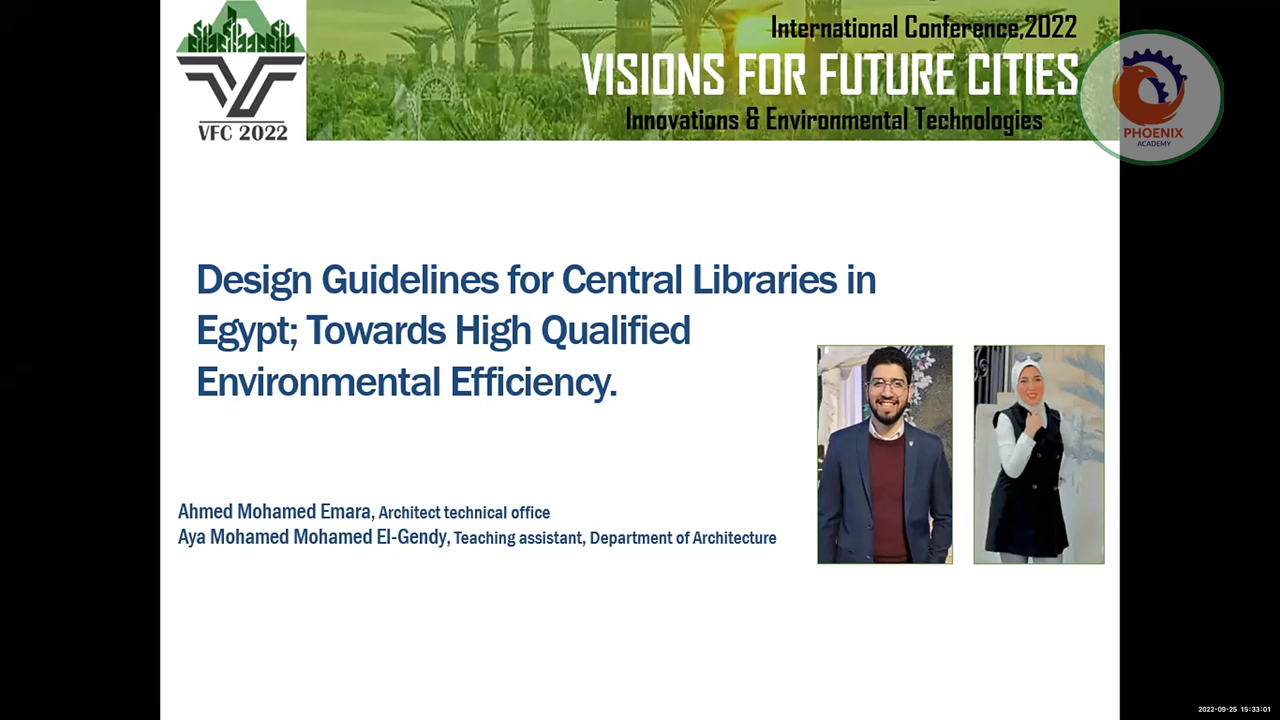 International Conference,2022
VISIONS FOR FUTURE CITIES
Innovations & Environmental Technologies
VFC 2022
PHOENIX
ACADEMY
Design Guidelines for Central Libraries in
Egypt; Towards High Qualified
Environmental Efficiency.
Ahmed Mohamed Emara, Architect technical office
Aya Mohamed Mohamed El-Gendy, Teaching assistant, Department of Architecture
2022-09-25 15:33:01